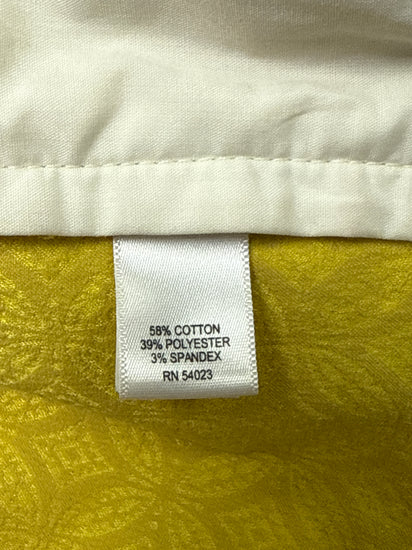 58% COTTON
39% POLYESTER
3% SPANDEX
RN 54023